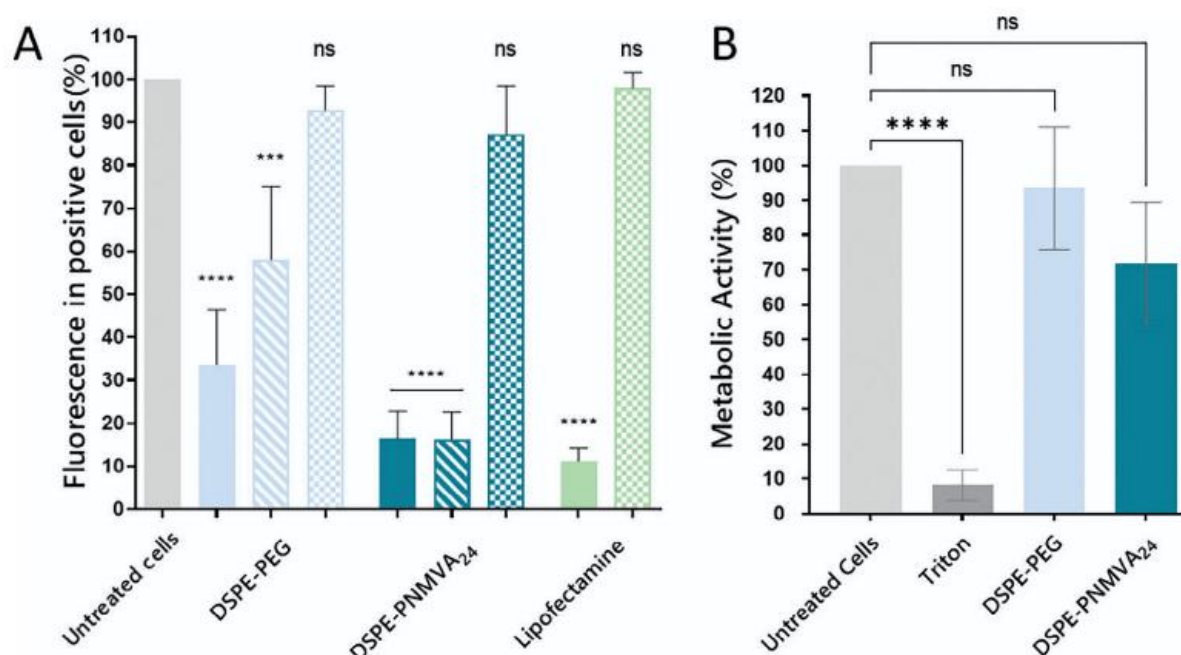 A
Fluorescence in positive cells(%)
110
100
90
80
70
60
50
40
30
20
10
0
****
***
ns
****
ns
****
ns
Untreated cells
DSPE-PEG
DSPE-PNMVA₂₄
Lipofectamine
B
Metabolic Activity (%)
120
110
100
90
80
70
60
50
40
30
20
10
0
ns
ns
****
Untreated Cells
Triton
DSPE-PEG
DSPE-PNMVA₂₄